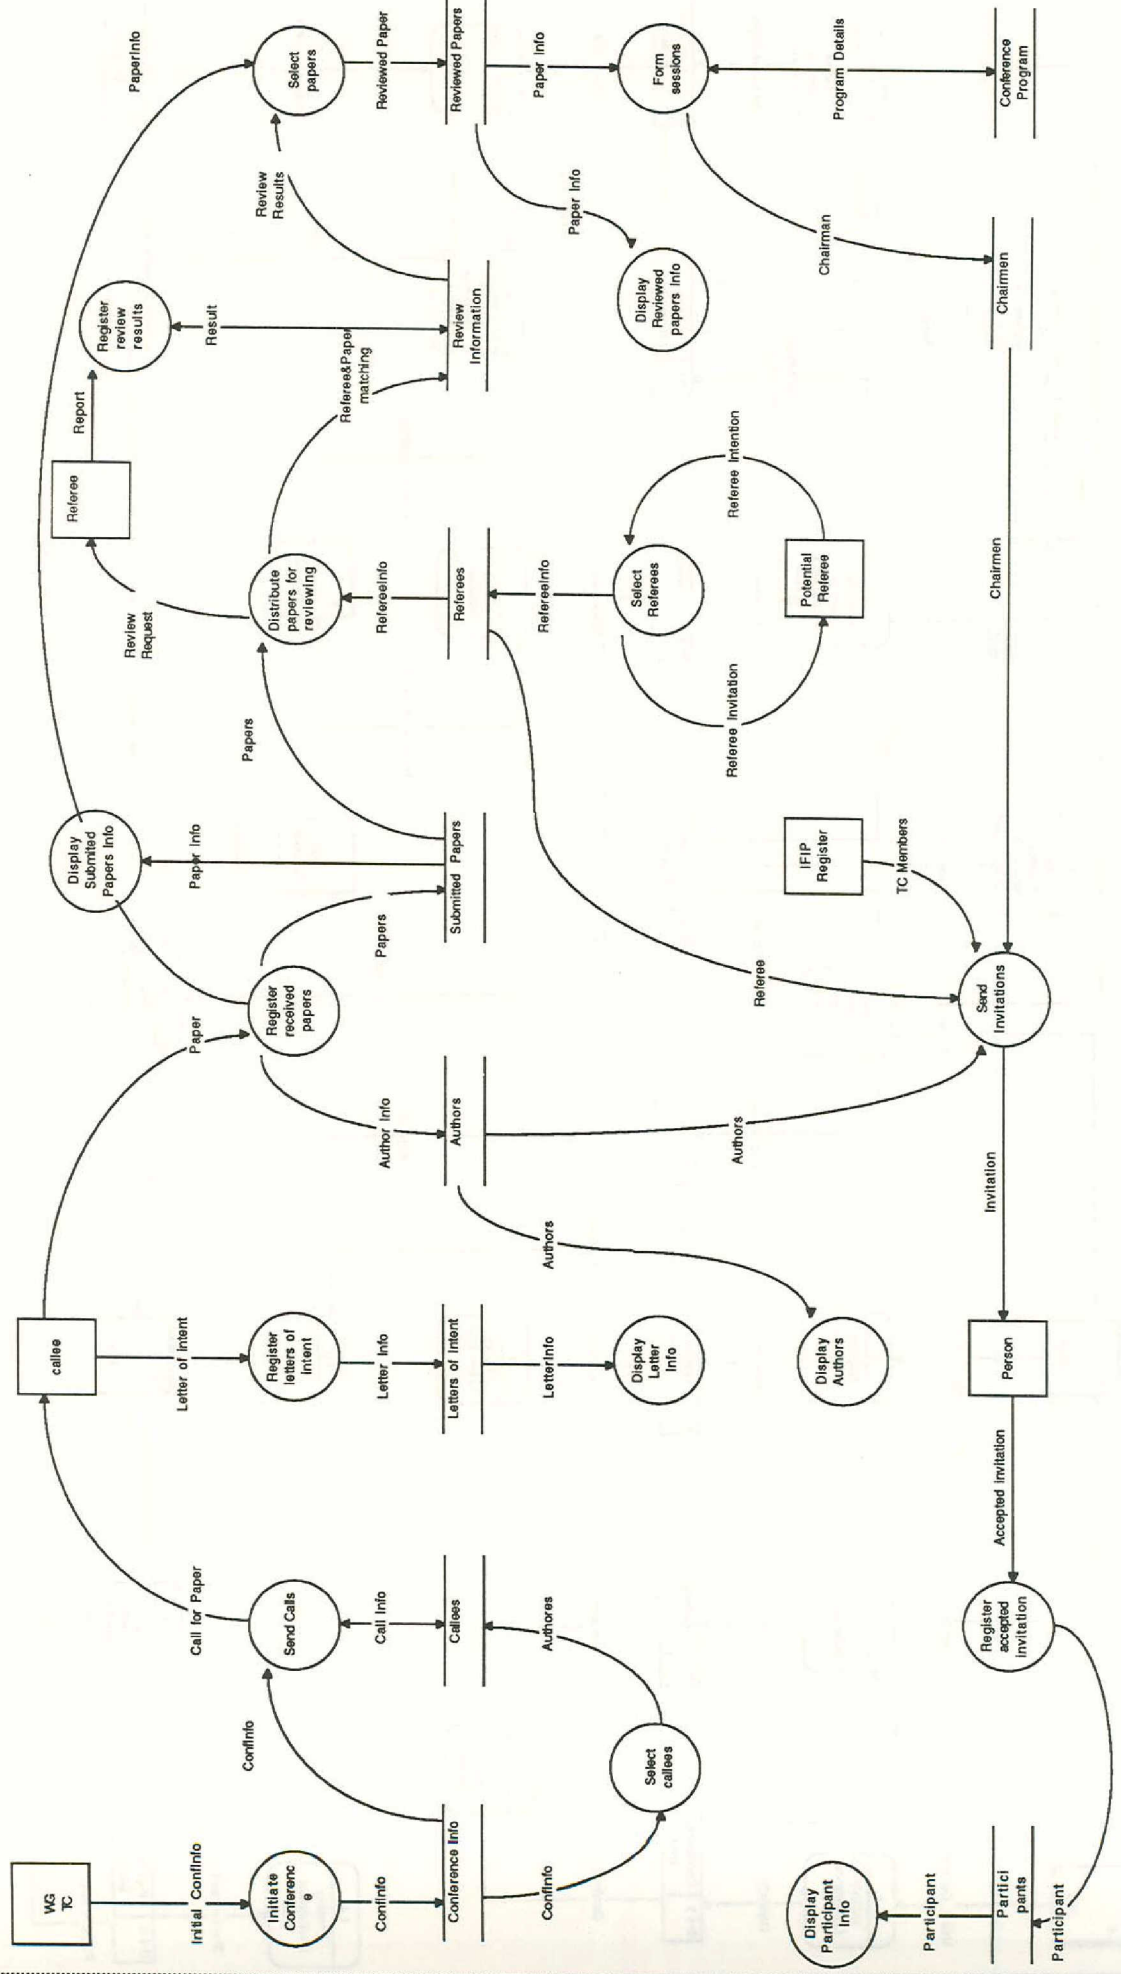 WG
TC
callee
Display
Submitted
Papers Info
Referee
Report
Register
review
results
PaperInfo
Review
Request
Initial ConfInfo
Call for Paper
Letter of Intent
Paper
Paper Info
Result
ConfInfo
Papers
Review
Results
Initiate
Conferenc
e
Send Calls
Register
letters of
intent
Register
received
papers
Distribute
papers for
reviewing
Select
papers
Referee&Paper
matching
ConfInfo
Call Info
Letter Info
Author Info
Papers
RefereeInfo
Reviewed Paper
Conference Info
Callees
Letters of Intent
Authors
Submitted Papers
Referees
Review
Information
Reviewed Papers
ConfInfo
Authores
LetterInfo
Authors
RefereeInfo
Paper Info
Paper Info
Select
callees
Display
Letter
Info
Select
Referees
Display
Reviewed
papers Info
Form
sessions
Authors
Referee
Referee Invitation
Referee Intention
Display
Authors
IFIP
Register
Potential
Referee
Chairman
Program Details
Display
Participant
Info
TC Members
Participant
Partici
pants
Register
accepted
invitation
Accepted invitation
Person
Invitation
Send
Invitations
Chairmen
Chairmen
Conference
Program
Participant